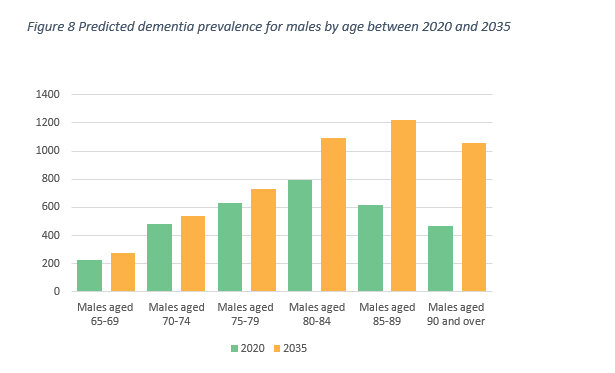 Figure 8 Predicted dementia prevalence for males by age between 2020 and 2035
1400
1200
1000
800
600
400
200
0
Males aged 65-69
Males aged 70-74
Males aged 75-79
Males aged 80-84
Males aged 85-89
Males aged 90 and over
2020
2035